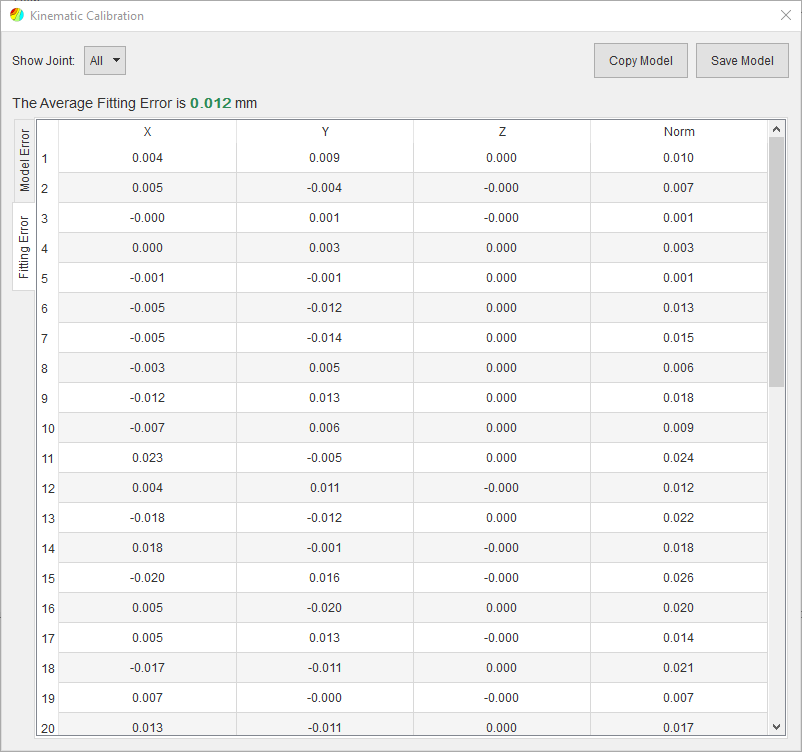 Kinematic Calibration
Show Joint: All Copy Model Save Model
The Average Fitting Error is 0.012 mm
Model Error
Fitting Error
X Y Z Norm
1 0.004 0.009 0.000 0.010
2 0.005 -0.004 -0.000 0.007
3 -0.000 0.001 -0.000 0.001
4 0.000 0.003 0.000 0.003
5 -0.001 -0.001 0.000 0.001
6 -0.005 -0.012 0.000 0.013
7 -0.005 -0.014 0.000 0.015
8 -0.003 0.005 0.000 0.006
9 -0.012 0.013 0.000 0.018
10 -0.007 0.006 0.000 0.009
11 0.023 -0.005 0.000 0.024
12 0.004 0.011 -0.000 0.012
13 -0.018 -0.012 0.000 0.022
14 0.018 -0.001 -0.000 0.018
15 -0.020 0.016 -0.000 0.026
16 0.005 -0.020 0.000 0.020
17 0.005 0.013 -0.000 0.014
18 -0.017 -0.011 0.000 0.021
19 0.007 -0.000 -0.000 0.007
20 0.013 -0.011 0.000 0.017